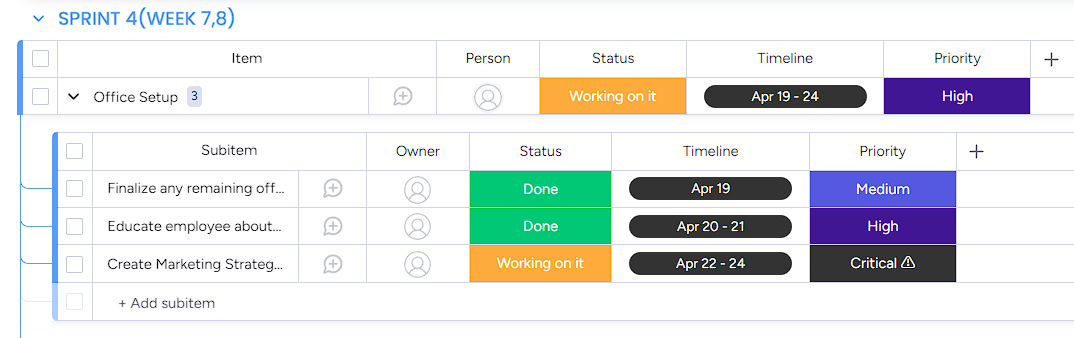 SPRINT 4(WEEK 7,8)
Item Person Status Timeline Priority
Office Setup 3 Working on it Apr 19 - 24 High
Subitem Owner Status Timeline Priority
Finalize any remaining off... Done Apr 19 Medium
Educate employee about... Done Apr 20 - 21 High
Create Marketing Strateg... Working on it Apr 22 - 24 Critical
+ Add subitem